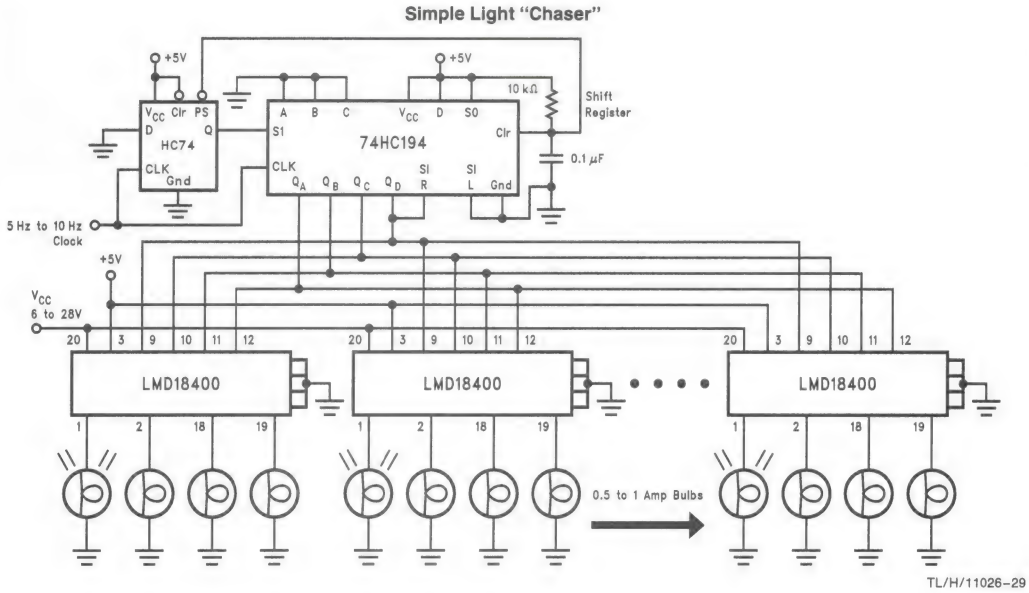 Simple Light “Chaser”
+5V
+5V
VCC Clr PS
D Q
HC74
CLK
Gnd
A B C VCC D SO
10 kΩ
Shift
Register
S1 Clr
74HC194
CLK
0.1 μF
QA QB QC QD SI R SI L Gnd
5 Hz to 10 Hz
Clock
+5V
VCC
6 to 28V
20 3 9 10 11 12
20 3 9 10 11 12
20 3 9 10 11 12
LMD18400
LMD18400
LMD18400
1 2 18 19
1 2 18 19
1 2 18 19
0.5 to 1 Amp Bulbs
TL/H/11026–29